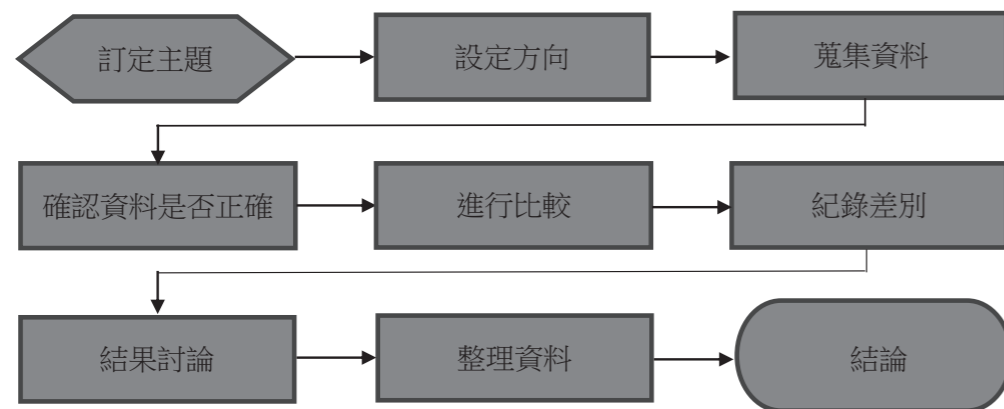 訂定主題
設定方向
蒐集資料
確認資料是否正確
進行比較
紀錄差別
結果討論
整理資料
結論